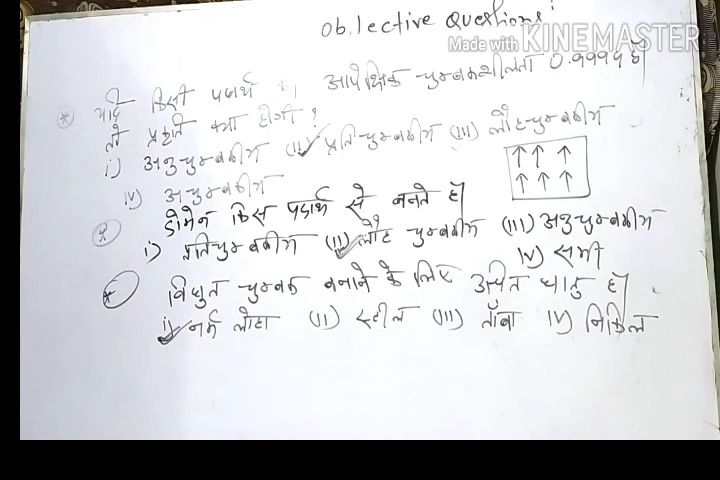 Objective Questions:
Made with KINEMASTER
* यदि किसी पदार्थ आपेक्षिक चुम्बकशीलता 0.9999 है
तो प्रकृति क्या होगी ?
i) अनुचुम्बकीय (ii) प्रतिचुम्बकीय (iii) लौहचुम्बकीय
iv) अचुम्बकीय
डोमेन किस पदार्थ से बनते है
i) प्रतिचुम्बकीय (ii) लौह चुम्बकीय (iii) अनुचुम्बकीय
iv) सभी
* विधुत चुम्बक बनाने के लिए उचित धातु है
i) नर्म लोहा (ii) स्टील (iii) ताँबा iv) निकिल